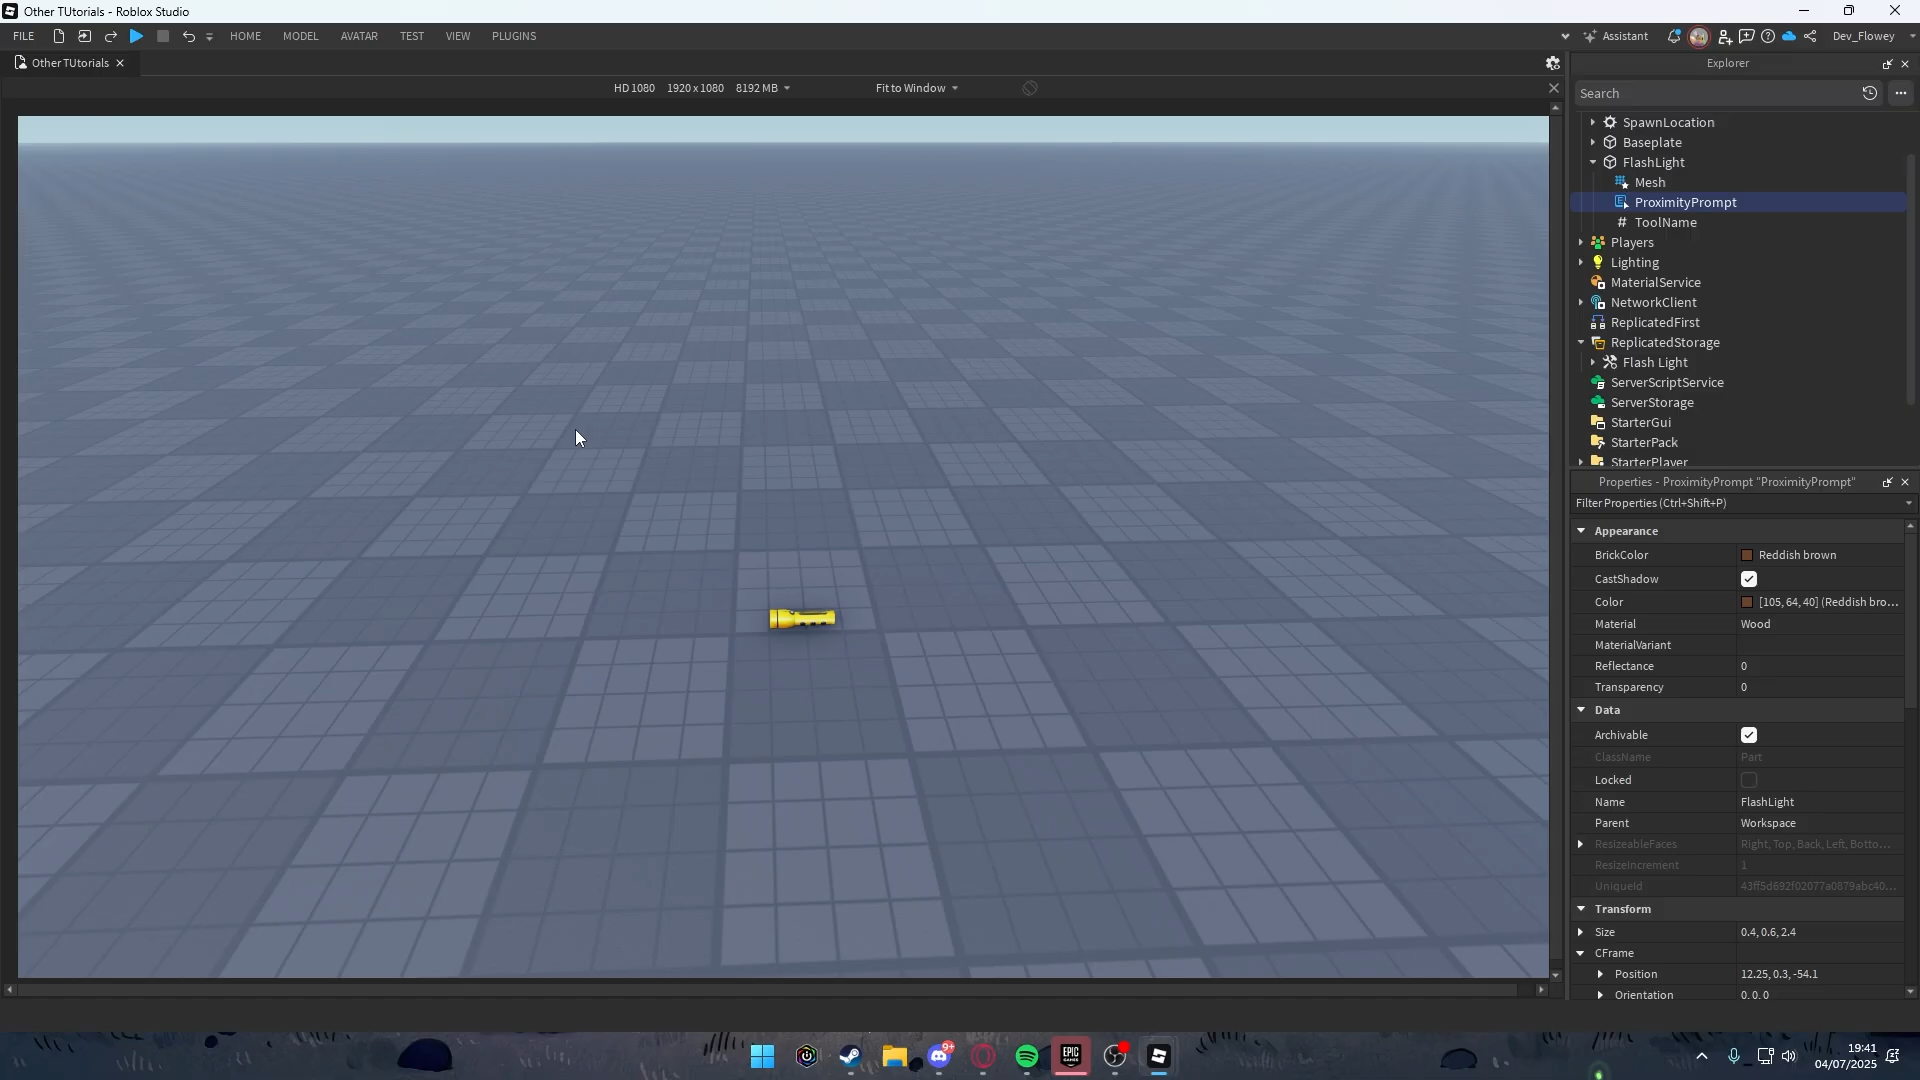 Other TUtorials - Roblox Studio
FILE HOME MODEL AVATAR TEST VIEW PLUGINS Assistant Dev_Flowey
Other TUtorials
HD 1080 1920 x 1080 8192 MB Fit to Window
Explorer
Search
SpawnLocation
Baseplate
FlashLight
Mesh
ProximityPrompt
ToolName
Players
Lighting
MaterialService
NetworkClient
ReplicatedFirst
ReplicatedStorage
Flash Light
ServerScriptService
ServerStorage
StarterGui
StarterPack
StarterPlayer
Properties - ProximityPrompt "ProximityPrompt"
Filter Properties (Ctrl+Shift+P)
Appearance
BrickColor Reddish brown
CastShadow
Color [105, 64, 40] (Reddish bro...
Material Wood
MaterialVariant
Reflectance 0
Transparency 0
Data
Archivable
ClassName Part
Locked
Name FlashLight
Parent Workspace
ResizeableFaces Right, Top, Back, Left, Botto...
ResizeIncrement 1
UniqueId 43ff5d692f02077a0879abc40...
Transform
Size 0.4, 0.6, 2.4
CFrame
Position 12.25, 0.3, -54.1
Orientation 0, 0, 0
9+
EPIC GAMES
19:41
04/07/2025